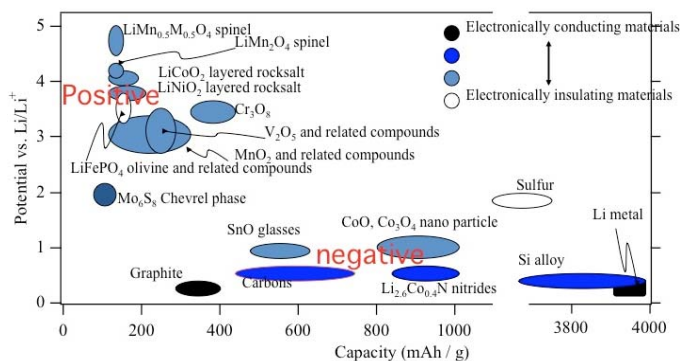 5
LiMn0.5M0.5O4 spinel
Electronically conducting materials
LiMn2O4 spinel
4
LiCoO2 layered rocksalt
LiNiO2 layered rocksalt
Positive
Electronically insulating materials
Cr3O8
3
V2O5 and related compounds
MnO2 and related compounds
LiFePO4 olivine and related compounds
Potential vs. Li/Li+
2
Mo6S8 Chevrel phase
Sulfur
SnO glasses
CoO, Co3O4 nano particle
Li metal
1
negative
Si alloy
Graphite
Carbons
Li2.6Co0.4N nitrides
0
0 200 400 600 800 1000 3800 4000
Capacity (mAh / g)